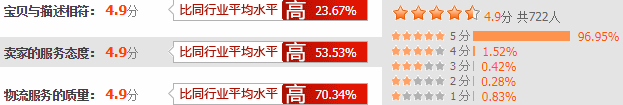 宝贝与描述相符： 4.9分 比同行业平均水平 高 23.67%
卖家的服务态度： 4.9分 比同行业平均水平 高 53.53%
物流服务的质量： 4.9分 比同行业平均水平 高 70.34%
4.9分 共722人
5 分 96.95%
4 分 1.52%
3 分 0.42%
2 分 0.28%
1 分 0.83%